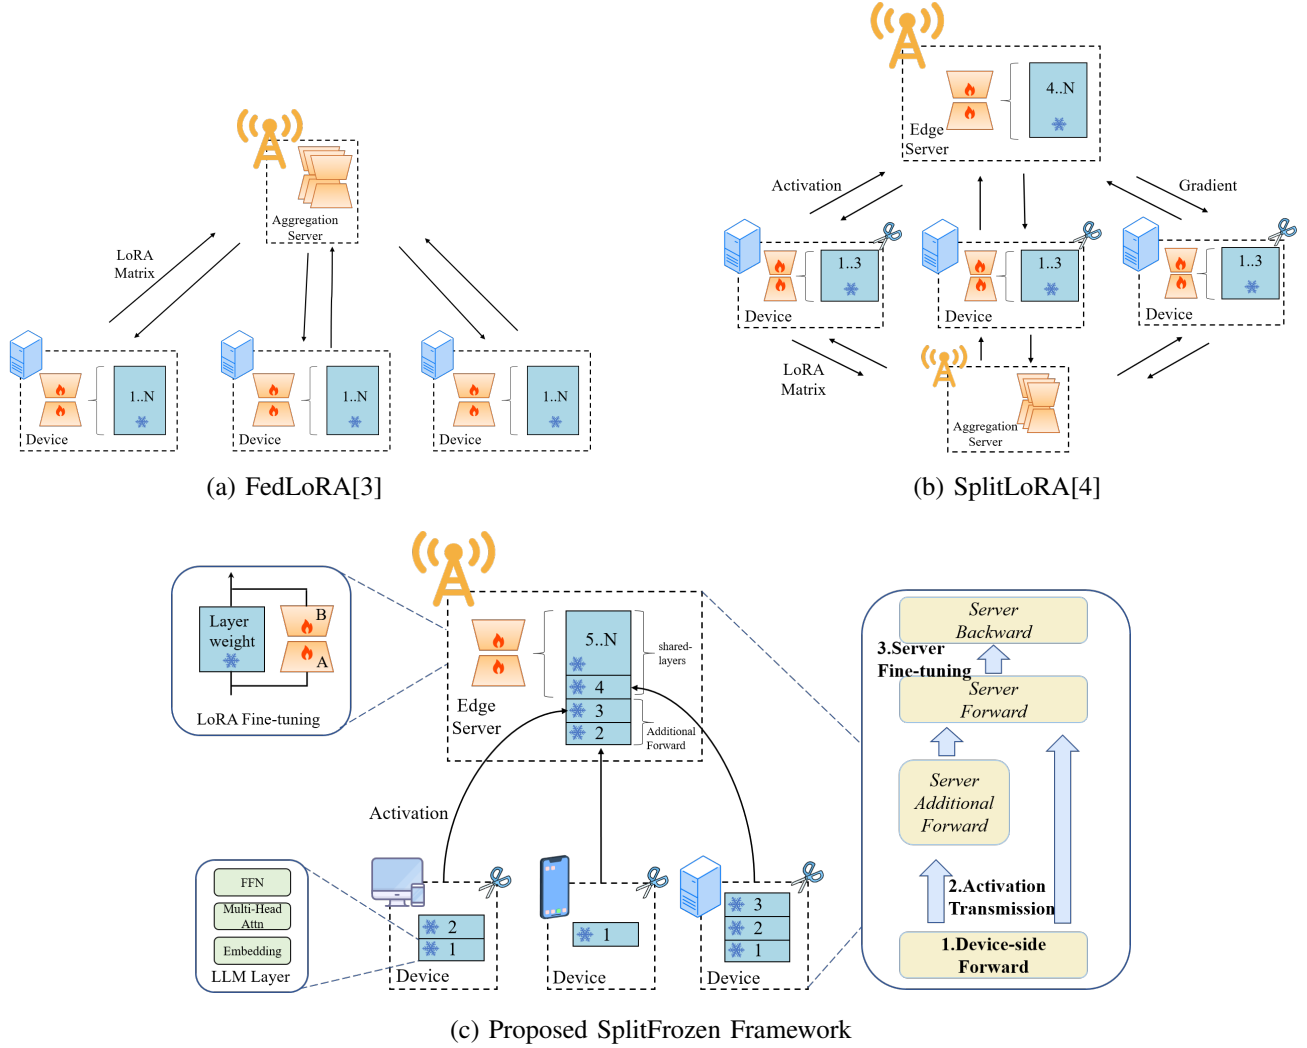 Aggregation
Server
LoRA
Matrix
1..N
Device
1..N
Device
1..N
Device
(a) FedLoRA[3]
4..N
Edge
Server
Activation
Gradient
1..3
Device
1..3
Device
1..3
Device
LoRA
Matrix
Aggregation
Server
(b) SplitLoRA[4]
Layer
weight
B
A
LoRA Fine-tuning
5..N
4
3
2
shared-
layers
Additional
Forward
Edge
Server
Activation
FFN
Multi-Head
Attn
Embedding
LLM Layer
2
1
Device
1
Device
3
2
1
Device
Server
Backward
3.Server
Fine-tuning
Server
Forward
Server
Additional
Forward
2.Activation
Transmission
1.Device-side
Forward
(c) Proposed SplitFrozen Framework